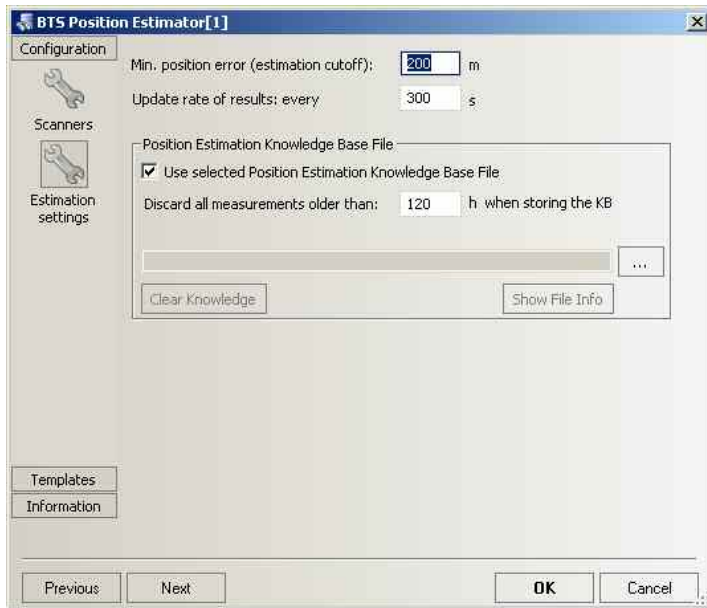 BTS Position Estimator[1]
Configuration
Scanners
Estimation
settings
Templates
Information
Min. position error (estimation cutoff): 200 m
Update rate of results: every 300 s
Position Estimation Knowledge Base File
Use selected Position Estimation Knowledge Base File
Discard all measurements older than: 120 h when storing the KB
...
Clear Knowledge Show File Info
Previous Next OK Cancel